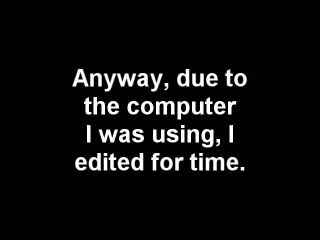 Anyway, due to
the computer
I was using, I
edited for time.